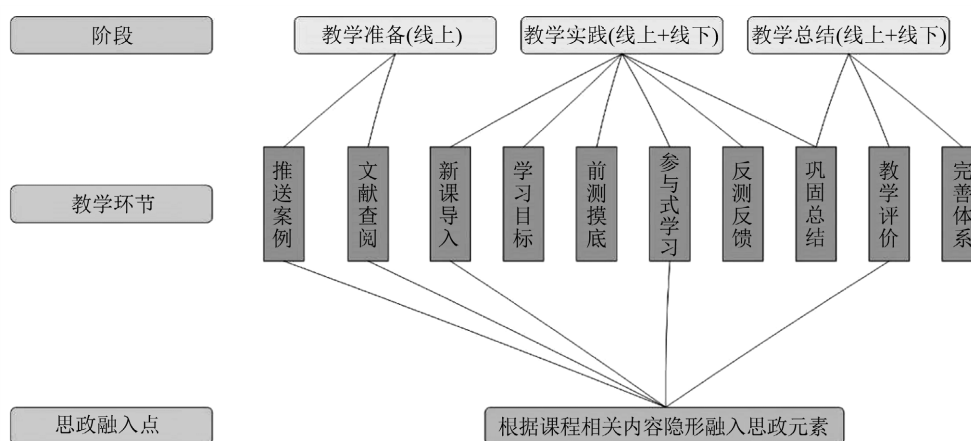 阶段
教学准备(线上)
教学实践(线上+线下)
教学总结(线上+线下)
教学环节
推送案例
文献查阅
新课导入
学习目标
前测摸底
参与式学习
反测反馈
巩固总结
教学评价
完善体系
思政融入点
根据课程相关内容隐形融入思政元素